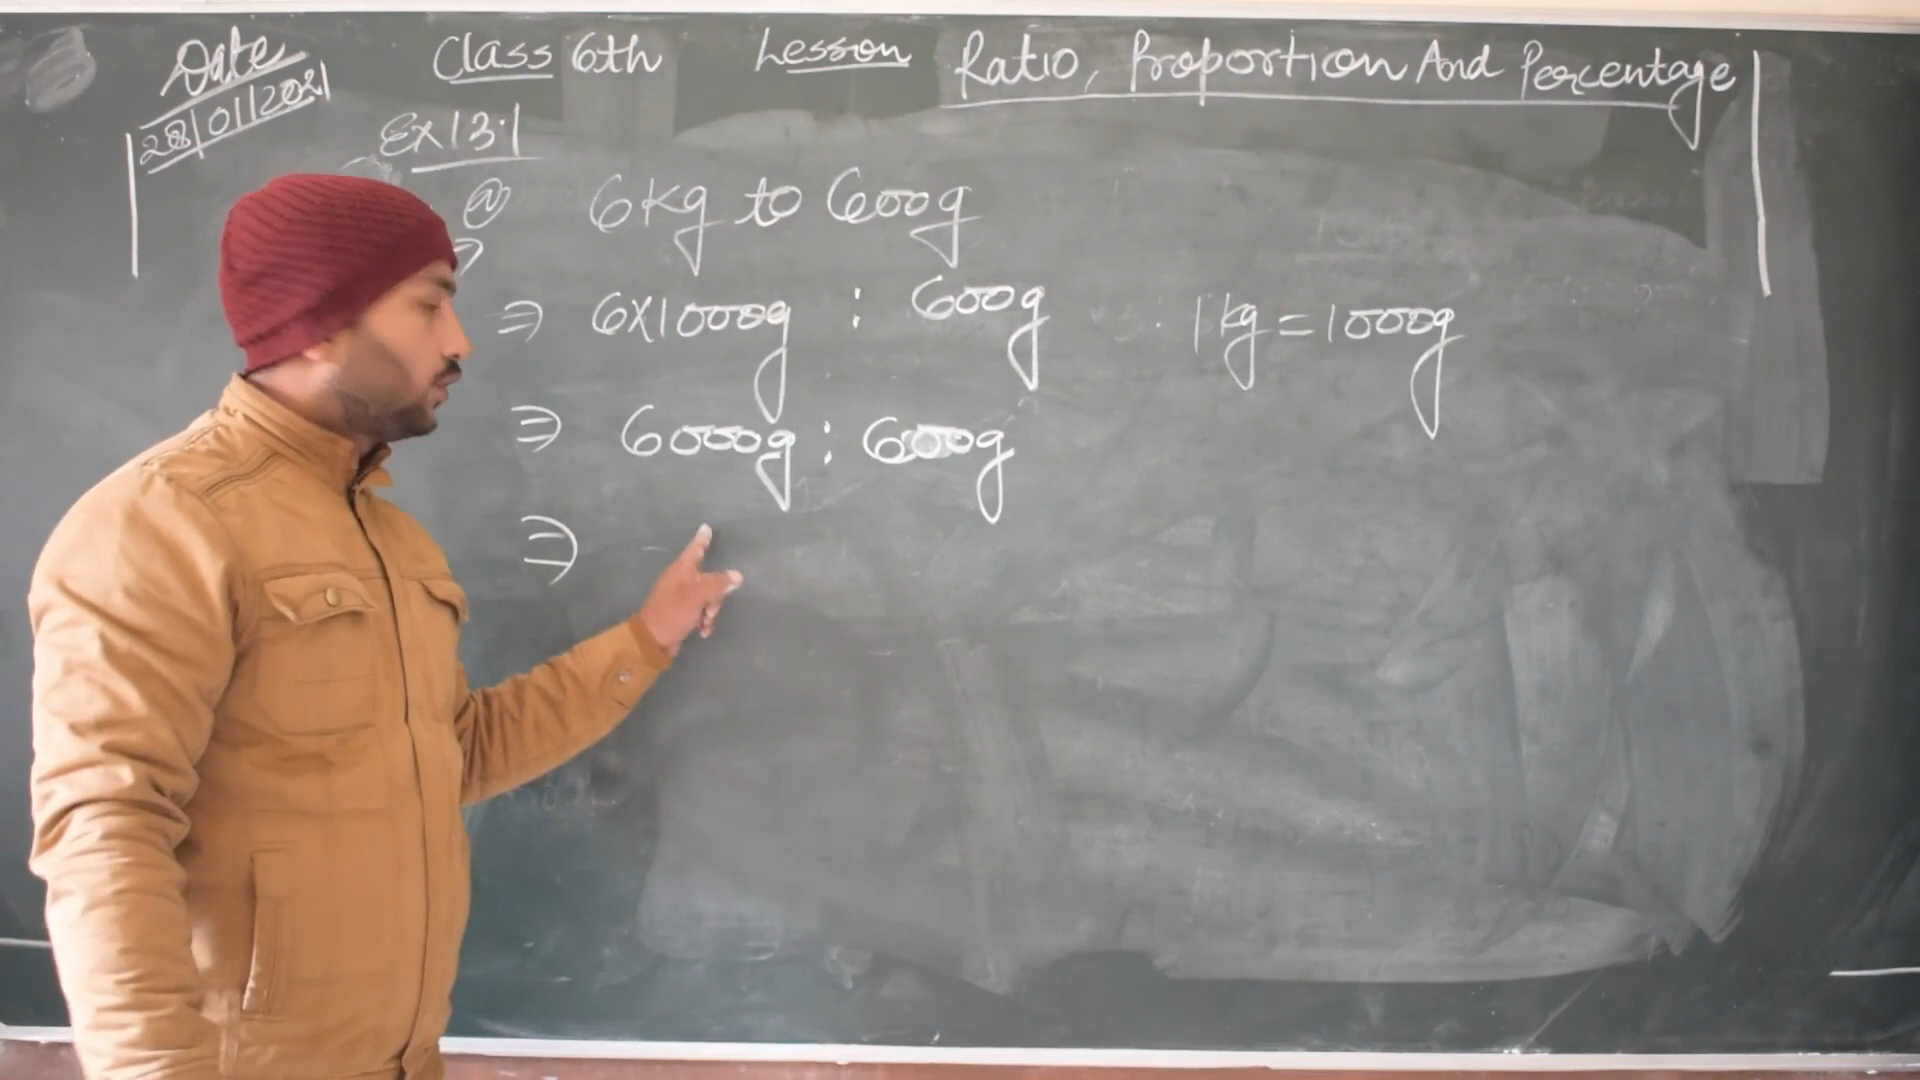 Date Class 6th Lesson Ratio, Proportion And Percentage
28/01/2021
Ex 13.1
@ 6kg to 600g
⇒
⇒ 6×1000g : 600g 1kg = 1000g
⇒ 6000g : 600g
⇒